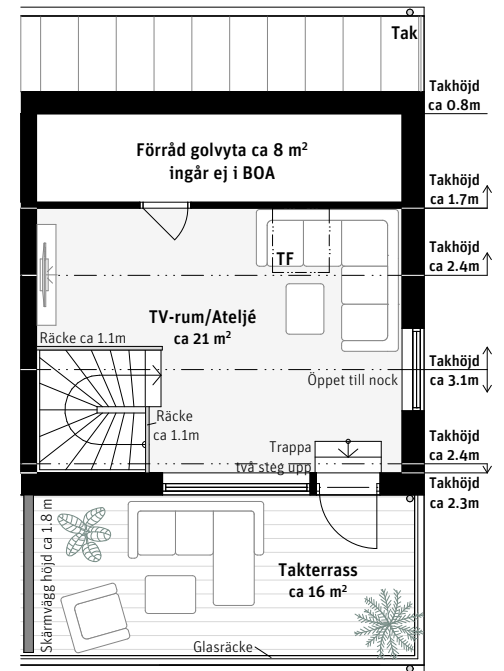 Tak
Takhöjd
ca 0.8m
Förråd golvyta ca 8 m²
ingår ej i BOA
Takhöjd
ca 1.7m
TF
Takhöjd
ca 2.4m
TV-rum/Ateljé
ca 21 m²
Räcke ca 1.1m
Takhöjd
ca 3.1m
Öppet till nock
Räcke
ca 1.1m
Trappa
två steg upp
Takhöjd
ca 2.4m
Takhöjd
ca 2.3m
Skärmvägg höjd ca 1.8 m
Takterrass
ca 16 m²
Glasräcke